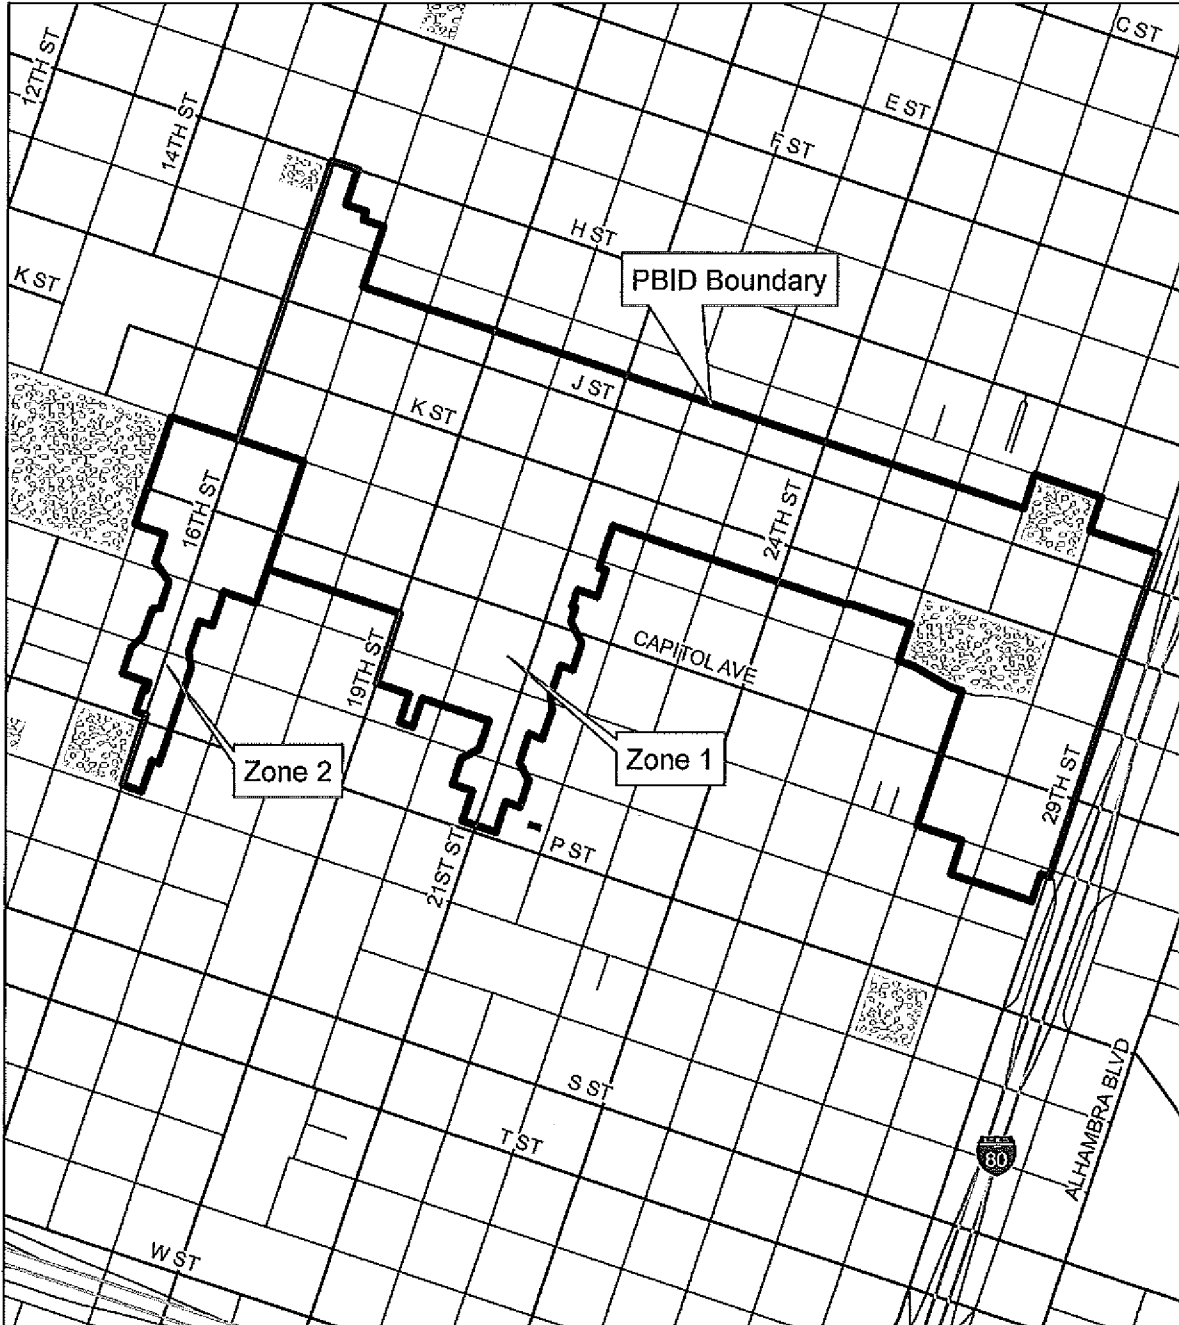 C ST
12TH ST
14TH ST
E ST
F ST
H ST
K ST
PBID Boundary
J ST
K ST
16TH ST
24TH ST
CAPITOL AVE
19TH ST
Zone 2
Zone 1
29TH ST
P ST
21ST ST
S ST
T ST
ALHAMBRA BLVD
80
W ST